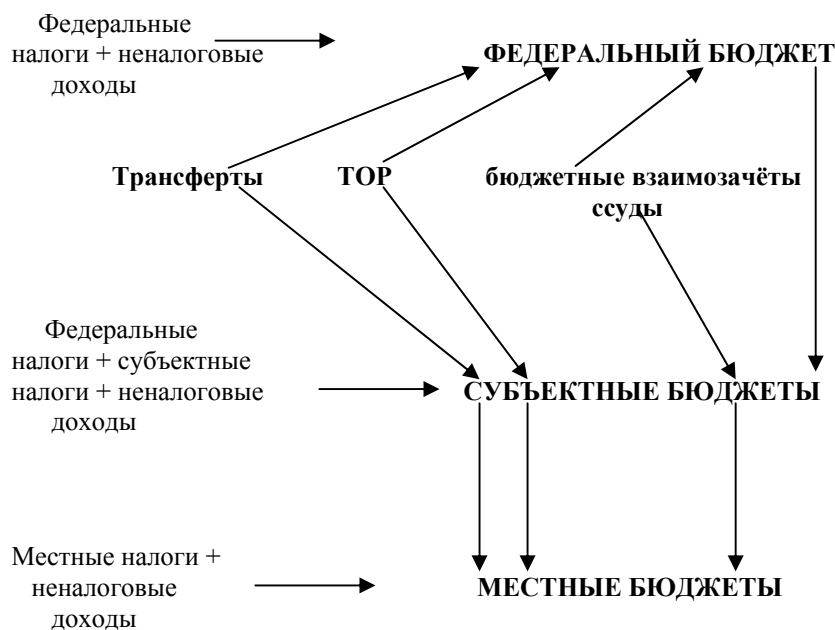 Федеральные
налоги + неналоговые
доходы
ФЕДЕРАЛЬНЫЙ БЮДЖЕТ
Трансферты
ТОР
бюджетные взаимозачёты
ссуды
Федеральные
налоги + субъектные
налоги + неналоговые
доходы
СУБЪЕКТНЫЕ БЮДЖЕТЫ
Местные налоги +
неналоговые
доходы
МЕСТНЫЕ БЮДЖЕТЫ